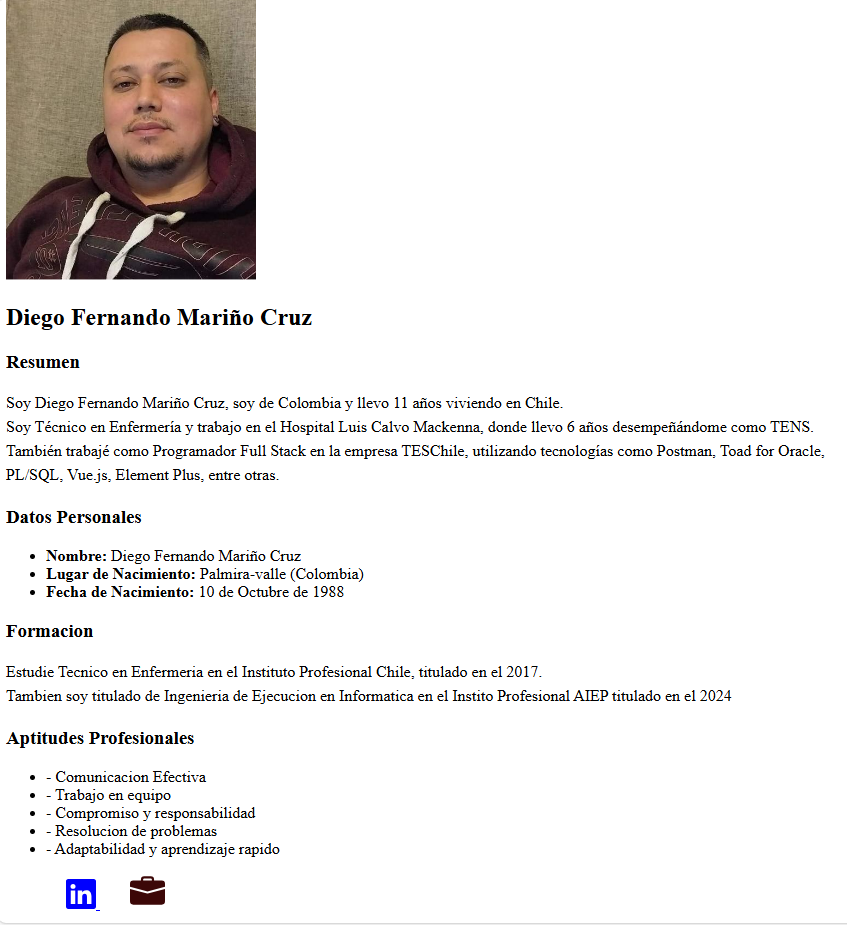 Diego Fernando Mariño Cruz
Resumen
Soy Diego Fernando Mariño Cruz, soy de Colombia y llevo 11 años viviendo en Chile.
Soy Técnico en Enfermería y trabajo en el Hospital Luis Calvo Mackenna, donde llevo 6 años desempeñándome como TENS.
También trabajé como Programador Full Stack en la empresa TESChile, utilizando tecnologías como Postman, Toad for Oracle,
PL/SQL, Vue.js, Element Plus, entre otras.
Datos Personales
• Nombre: Diego Fernando Mariño Cruz
• Lugar de Nacimiento: Palmira-valle (Colombia)
• Fecha de Nacimiento: 10 de Octubre de 1988
Formacion
Estudie Tecnico en Enfermeria en el Instituto Profesional Chile, titulado en el 2017.
Tambien soy titulado de Ingenieria de Ejecucion en Informatica en el Instito Profesional AIEP titulado en el 2024
Aptitudes Profesionales
• - Comunicacion Efectiva
• - Trabajo en equipo
• - Compromiso y responsabilidad
• - Resolucion de problemas
• - Adaptabilidad y aprendizaje rapido
in